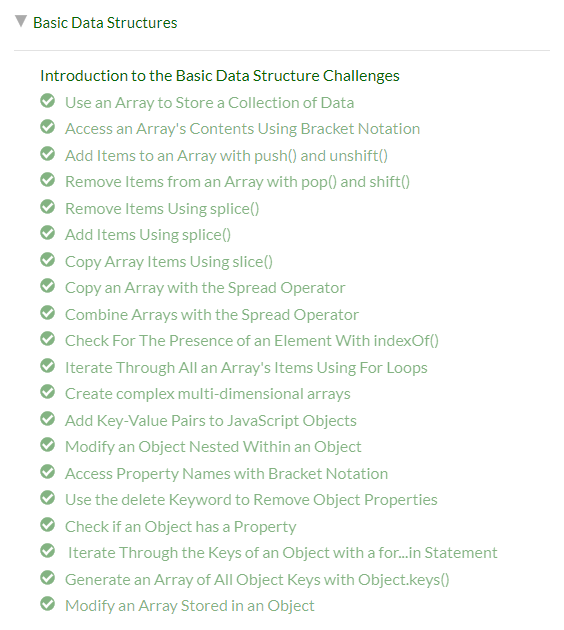 Basic Data Structures
Introduction to the Basic Data Structure Challenges
Use an Array to Store a Collection of Data
Access an Array's Contents Using Bracket Notation
Add Items to an Array with push() and unshift()
Remove Items from an Array with pop() and shift()
Remove Items Using splice()
Add Items Using splice()
Copy Array Items Using slice()
Copy an Array with the Spread Operator
Combine Arrays with the Spread Operator
Check For The Presence of an Element With indexOf()
Iterate Through All an Array's Items Using For Loops
Create complex multi-dimensional arrays
Add Key-Value Pairs to JavaScript Objects
Modify an Object Nested Within an Object
Access Property Names with Bracket Notation
Use the delete Keyword to Remove Object Properties
Check if an Object has a Property
Iterate Through the Keys of an Object with a for...in Statement
Generate an Array of All Object Keys with Object.keys()
Modify an Array Stored in an Object